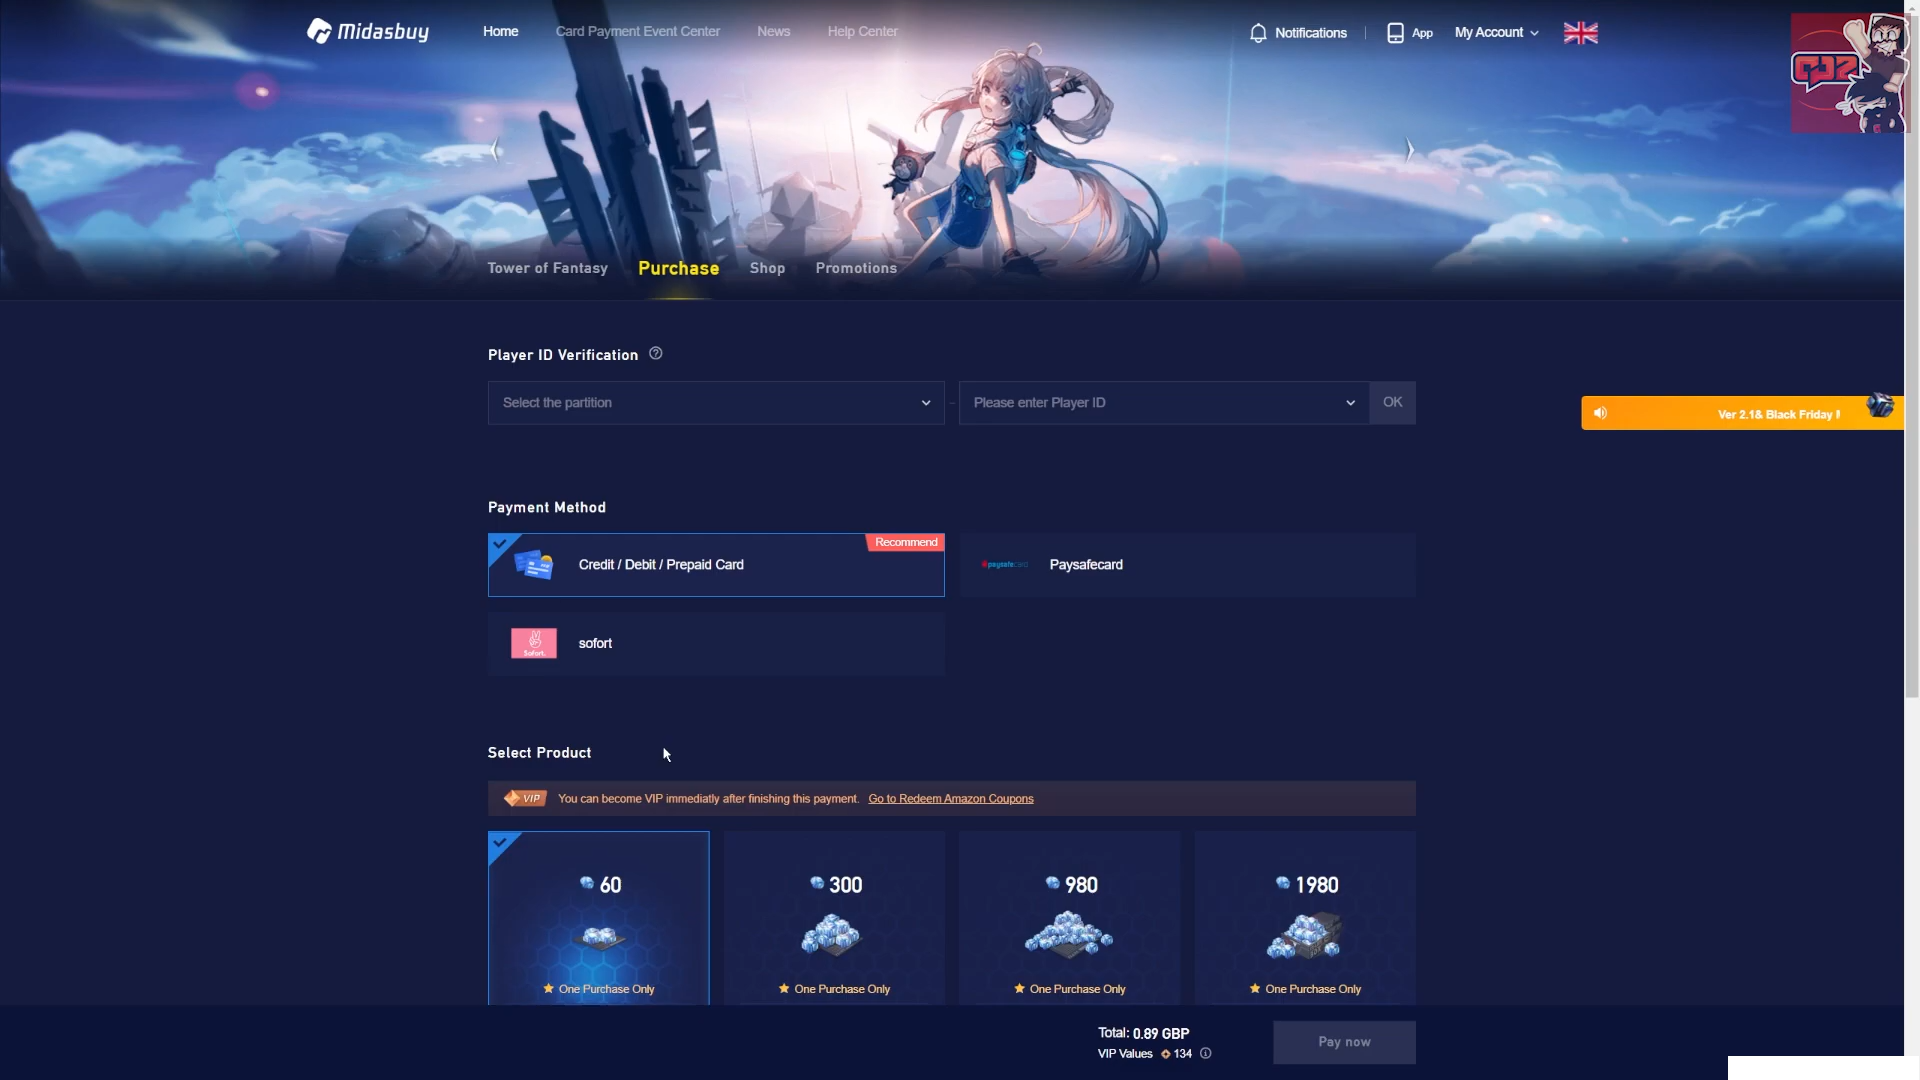 Midasbuy
Home
Card Payment Event Center
News
Help Center
Notifications
App
My Account
Tower of Fantasy
Purchase
Shop
Promotions
Player ID Verification
Select the partition
Please enter Player ID
OK
Ver 2.1& Black Friday !!
Payment Method
Recommend
Credit / Debit / Prepaid Card
paysafecard
Paysafecard
Sofort.
sofort
Select Product
VIP
You can become VIP immediatly after finishing this payment. Go to Redeem Amazon Coupons
60
300
980
1980
One Purchase Only
One Purchase Only
One Purchase Only
One Purchase Only
Total: 0.89 GBP
VIP Values 134
Pay now